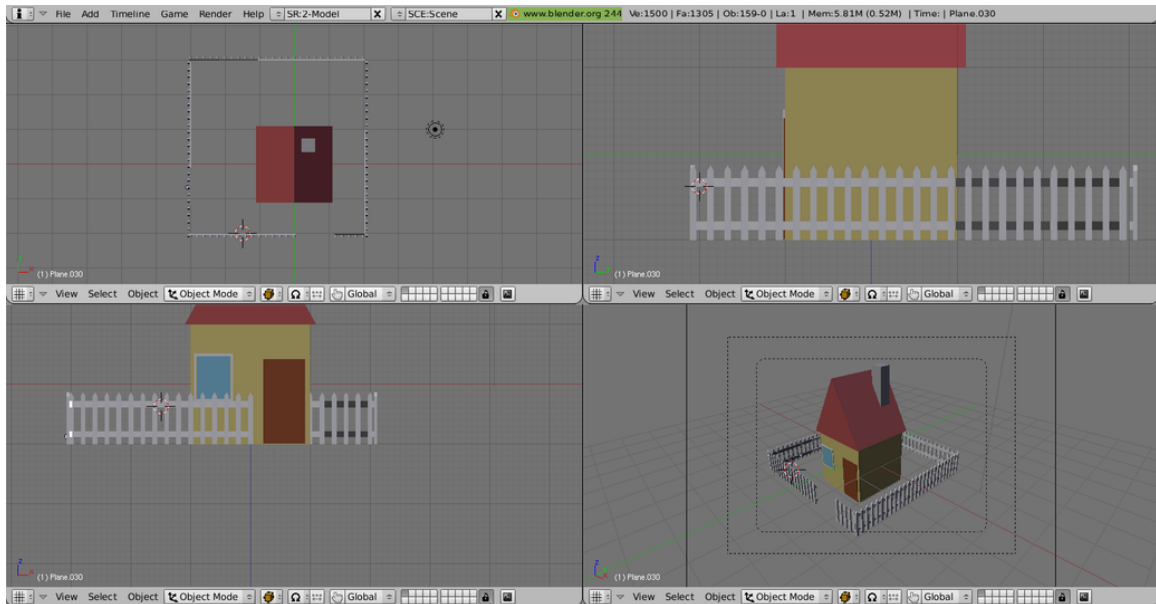 File Add Timeline Game Render Help SR:2-Model X SCE:Scene X www.blender.org 244 Ve:1500 | Fa:1305 | Ob:159-0 | La:1 | Mem:5.81M (0.52M) | Time: | Plane.030
(1) Plane.030
(1) Plane.030
View Select Object Object Mode Global
View Select Object Object Mode Global
(1) Plane.030
(1) Plane.030
View Select Object Object Mode Global
View Select Object Object Mode Global